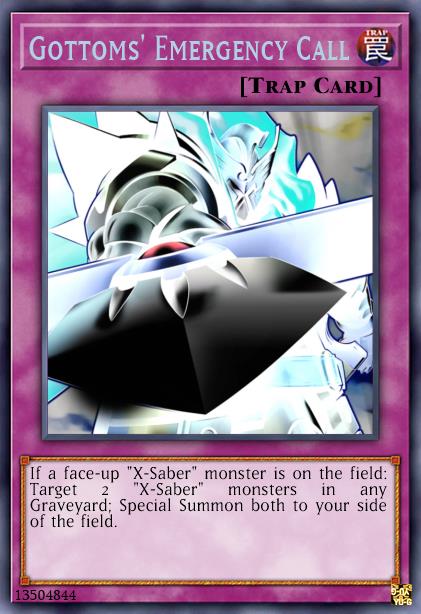 GOTTOMS' EMERGENCY CALL
TRAP
罠
[TRAP CARD]
If a face-up "X-Saber" monster is on the field:
Target 2 "X-Saber" monsters in any
Graveyard; Special Summon both to your side
of the field.
13504844